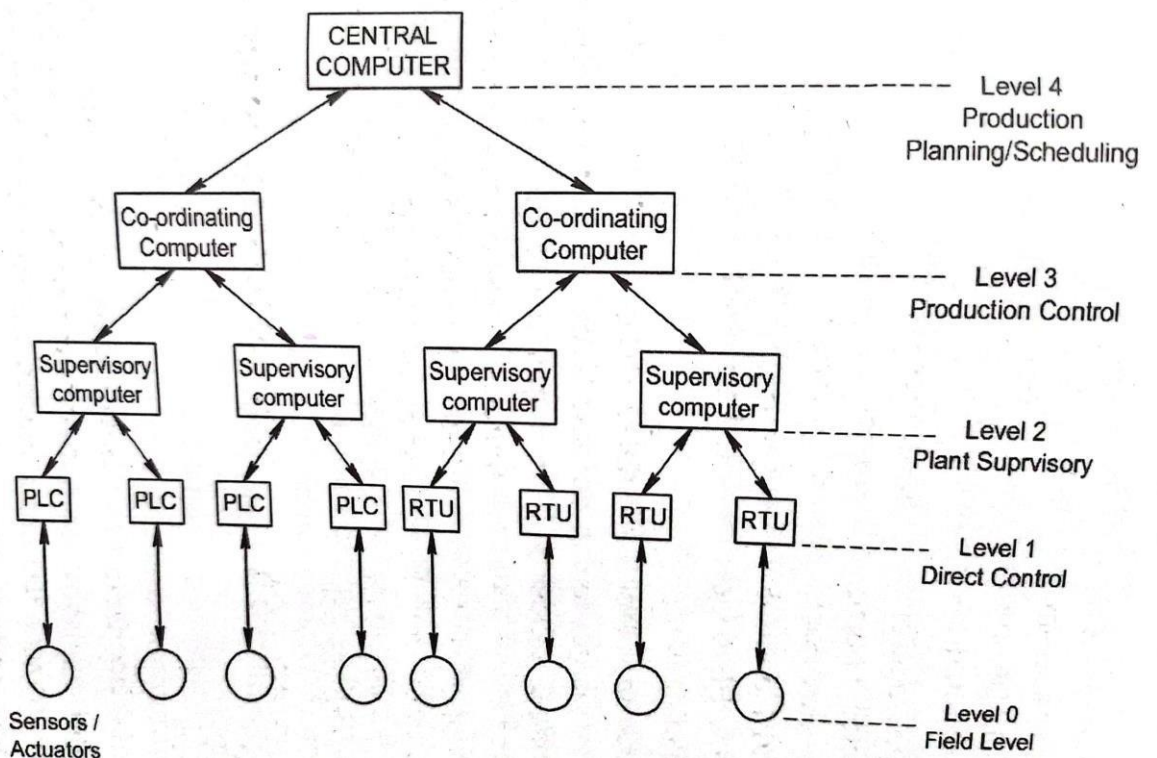 CENTRAL
COMPUTER
Level 4
Production
Planning/Scheduling
Co-ordinating
Computer
Co-ordinating
Computer
Level 3
Production Control
Supervisory
computer
Supervisory
computer
Supervisory
computer
Supervisory
computer
Level 2
Plant Suprvisory
PLC
PLC
PLC
PLC
RTU
RTU
RTU
RTU
Level 1
Direct Control
Sensors /
Actuators
Level 0
Field Level